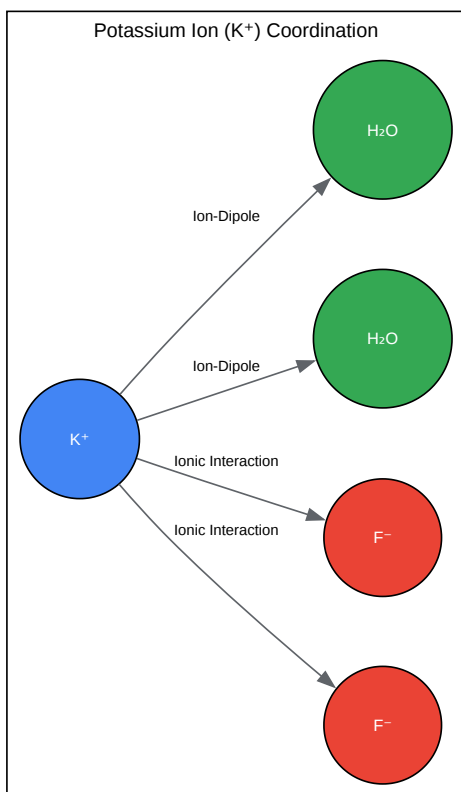 Potassium Ion (K⁺) Coordination
H₂O
Ion-Dipole
H₂O
Ion-Dipole
K⁺
Ionic Interaction
Ionic Interaction
F⁻
F⁻